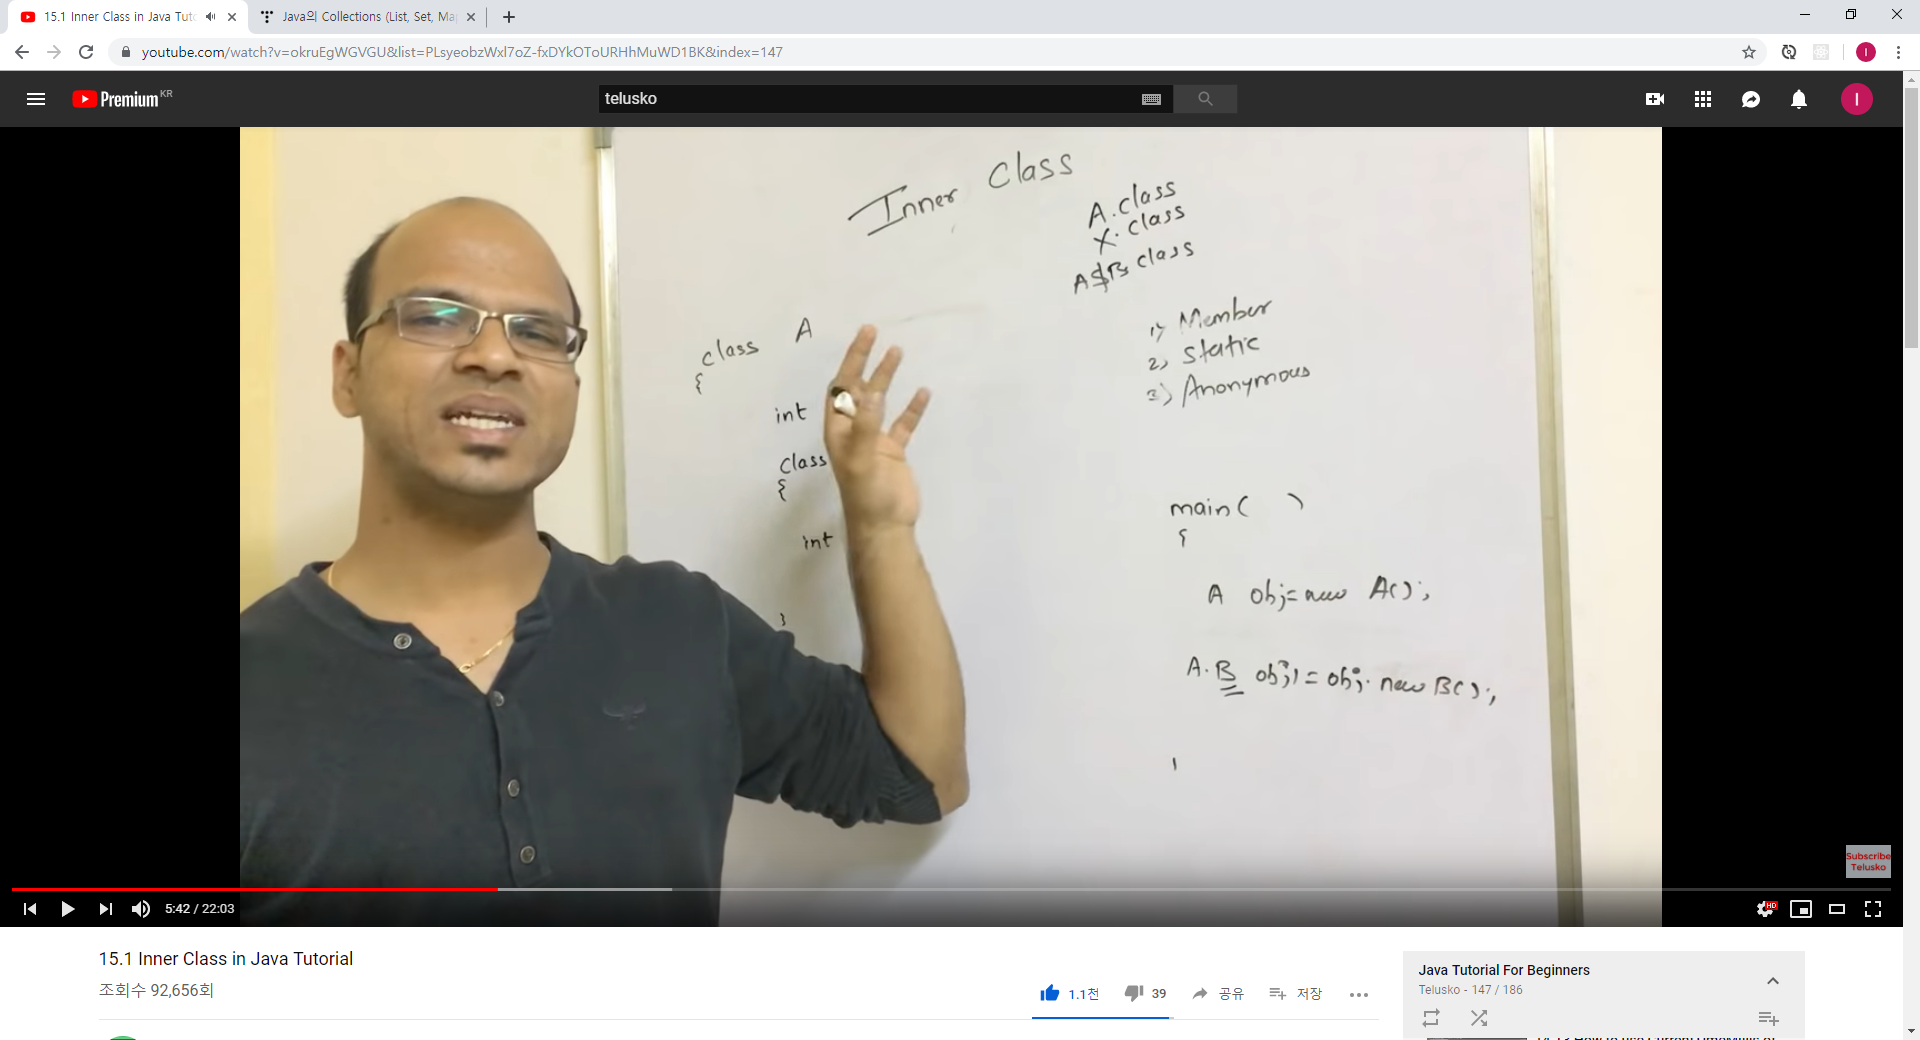 15.1 Inner Class in Java Tuto
Java의 Collections (List, Set, Ma
youtube.com/watch?v=okruEgWGVGU&list=PLsyeobzWxl7oZ-fxDYkOToURHhMuWD1BK&index=147
Premium KR
telusko
I
Inner Class
A.class
X.class
A$B class
class A
{
int
class
{
int
}
1) Member
2) Static
3) Anonymous
main( )
{
A obj=new A();
A.B obj1=obj.new B();
Subscribe
Telusko
5:42 / 22:03
HD
15.1 Inner Class in Java Tutorial
조회수 92,656회
1.1천
39
공유
저장
Java Tutorial For Beginners
Telusko - 147 / 186